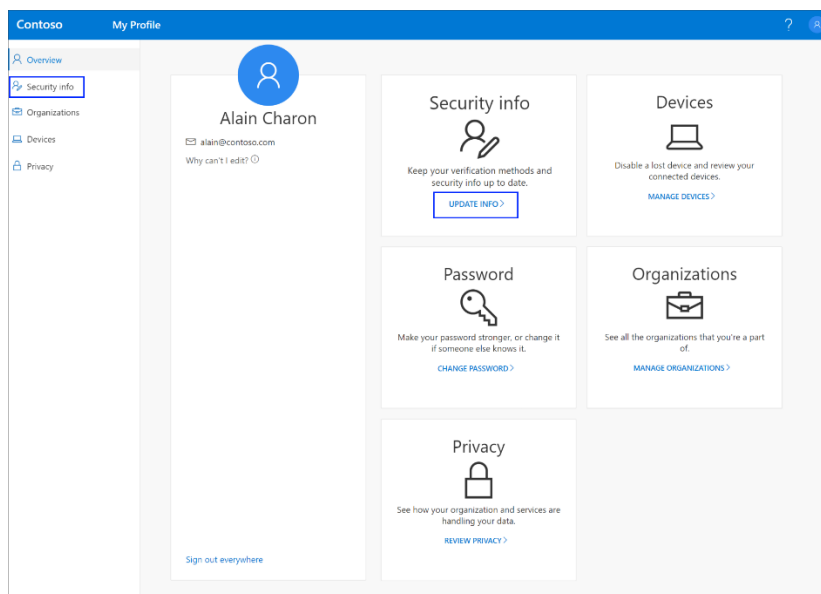 Contoso
My Profile
?
Overview
Security info
Organizations
Devices
Privacy
Alain Charon
alain@contoso.com
Why can't I edit?
Sign out everywhere
Security info
Keep your verification methods and
security info up to date.
UPDATE INFO >
Devices
Disable a lost device and review your
connected devices.
MANAGE DEVICES >
Password
Make your password stronger, or change it
if someone else knows it.
CHANGE PASSWORD >
Organizations
See all the organizations that you're a part
of.
MANAGE ORGANIZATIONS >
Privacy
See how your organization and services are
handling your data.
REVIEW PRIVACY >